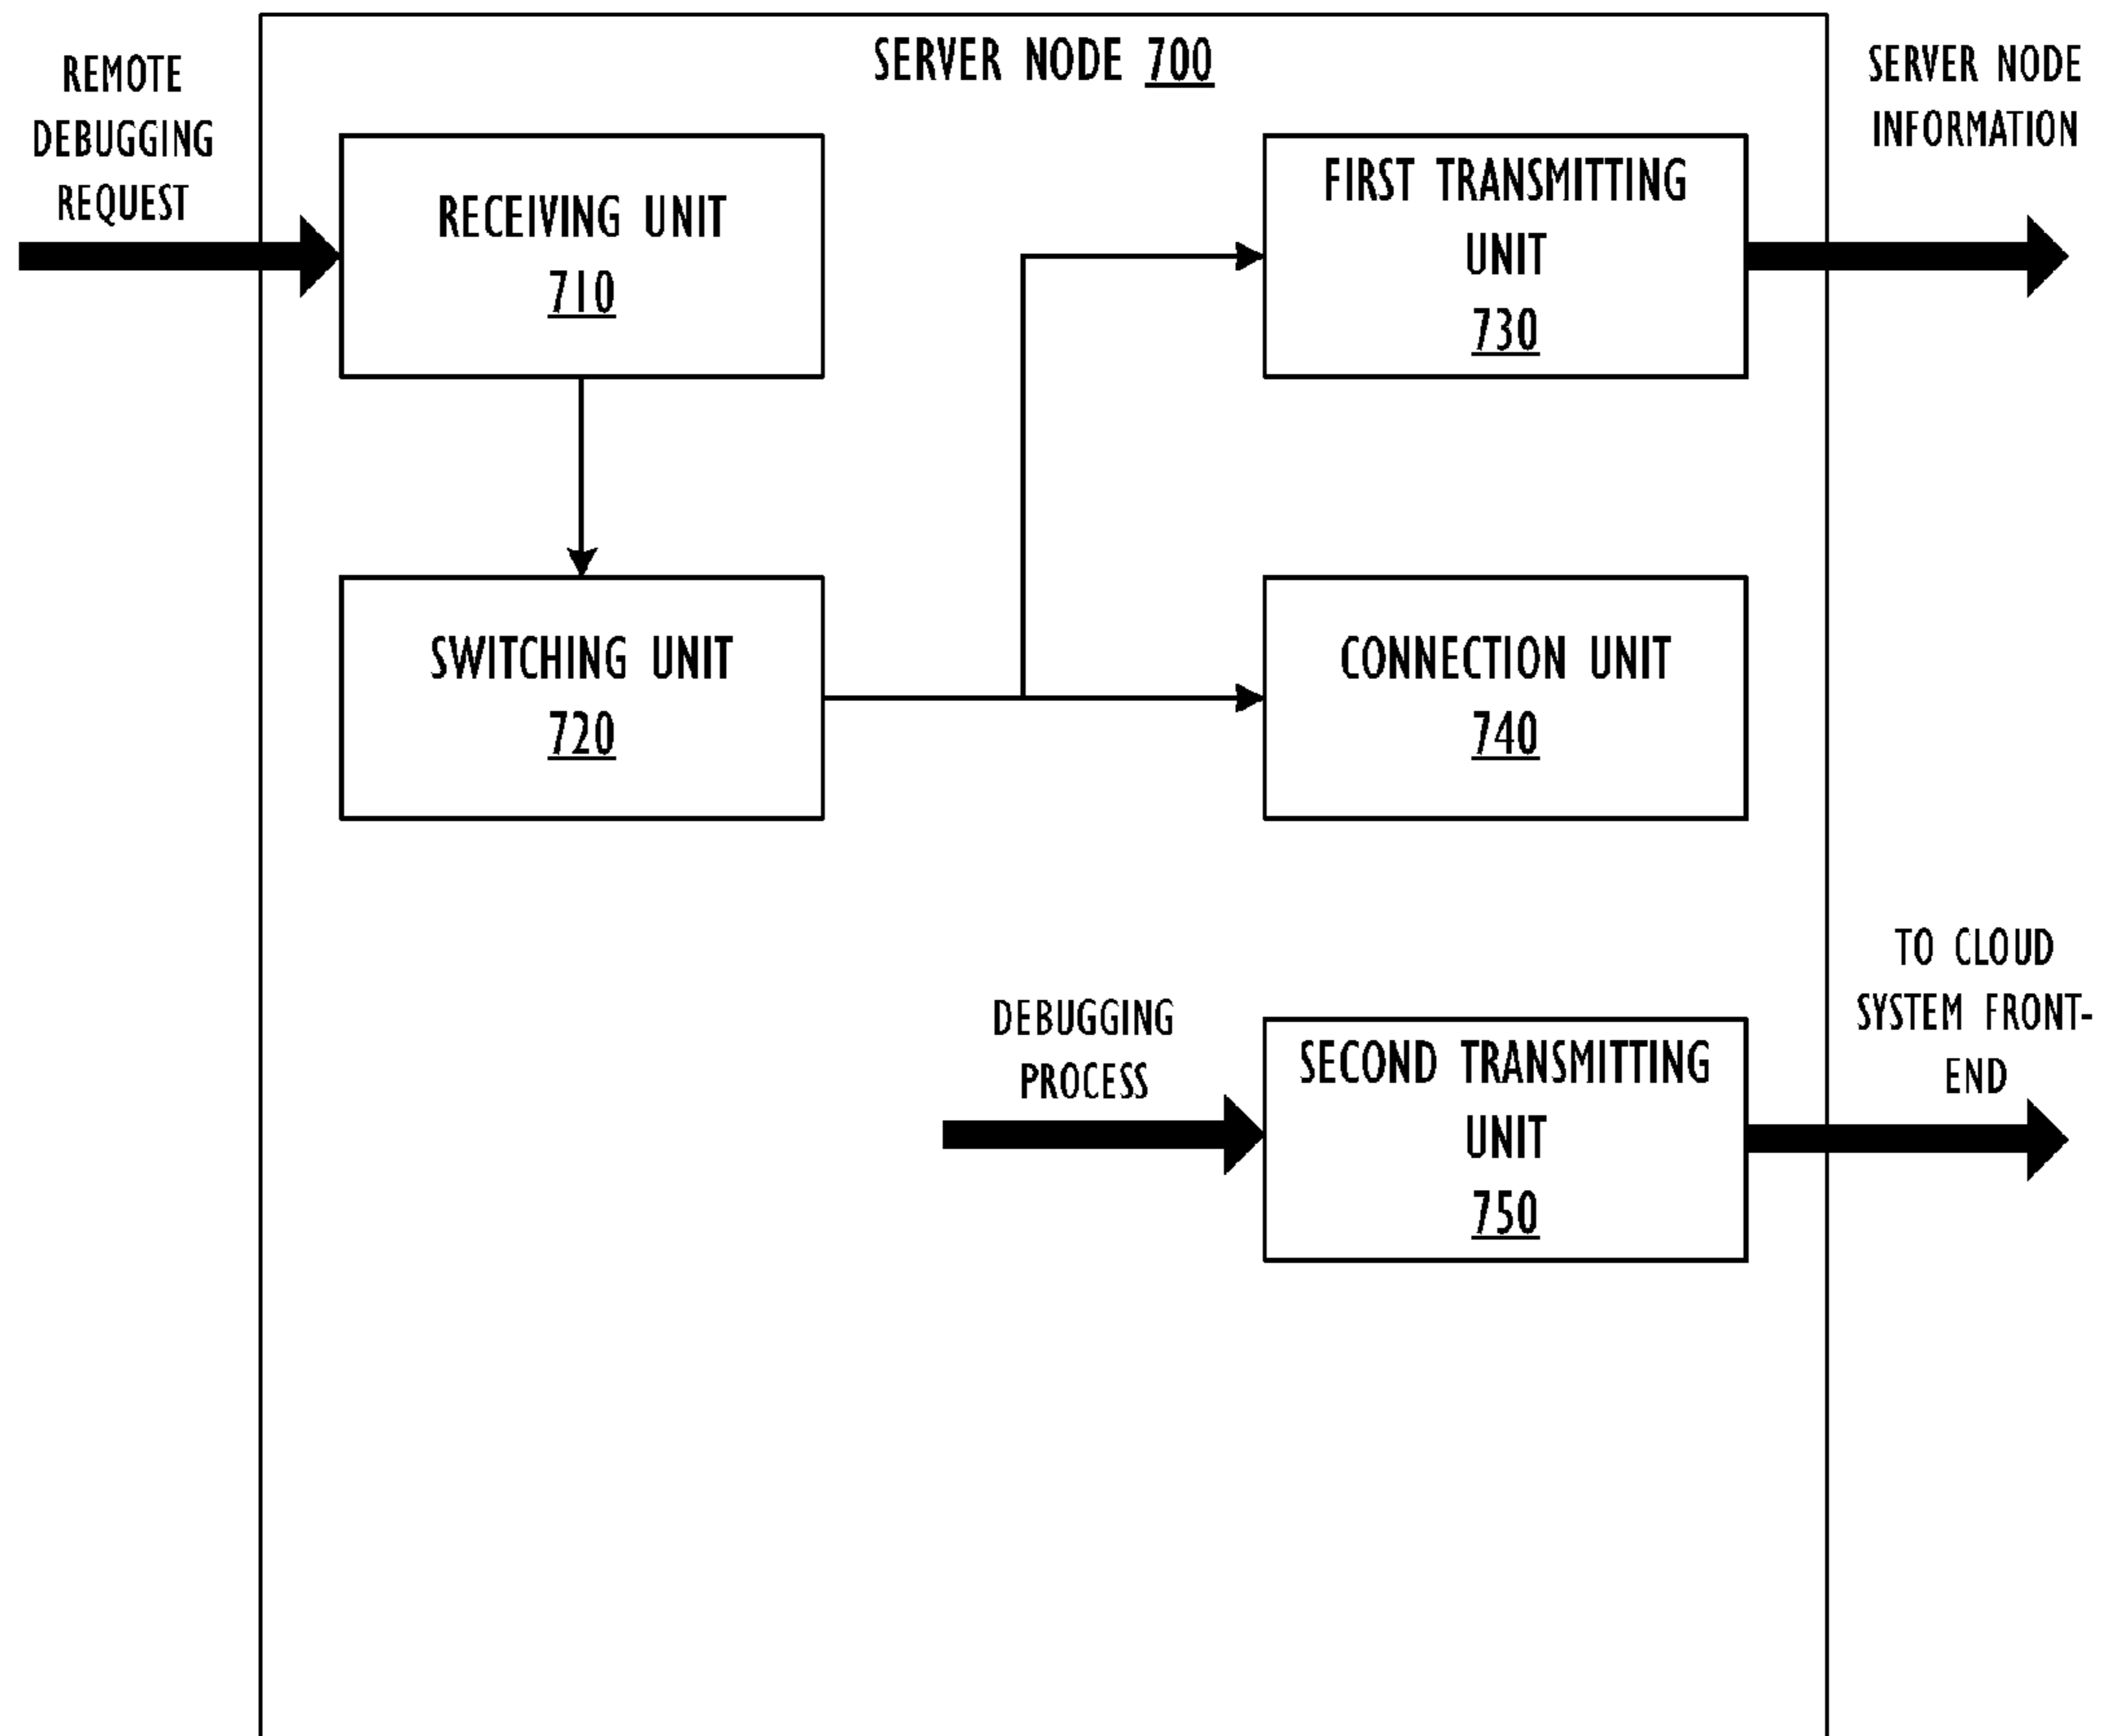 SERVER NODE 700
REMOTE
DEBUGGING
REQUEST
RECEIVING UNIT
710
FIRST TRANSMITTING
UNIT
730
SERVER NODE
INFORMATION
SWITCHING UNIT
720
CONNECTION UNIT
740
DEBUGGING
PROCESS
SECOND TRANSMITTING
UNIT
750
TO CLOUD
SYSTEM FRONT-
END